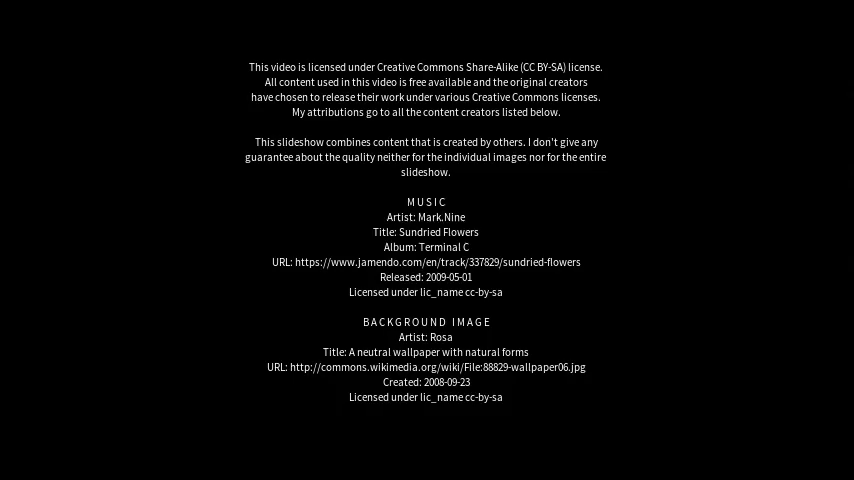 This video is licensed under Creative Commons Share-Alike (CC BY-SA) license.
All content used in this video is free available and the original creators
have chosen to release their work under various Creative Commons licenses.
My attributions go to all the content creators listed below.
This slideshow combines content that is created by others. I don't give any
guarantee about the quality neither for the individual images nor for the entire
slideshow.
MUSIC
Artist: Mark.Nine
Title: Sundried Flowers
Album: Terminal C
URL: https://www.jamendo.com/en/track/337829/sundried-flowers
Released: 2009-05-01
Licensed under lic_name cc-by-sa
BACKGROUND IMAGE
Artist: Rosa
Title: A neutral wallpaper with natural forms
URL: http://commons.wikimedia.org/wiki/File:88829-wallpaper06.jpg
Created: 2008-09-23
Licensed under lic_name cc-by-sa